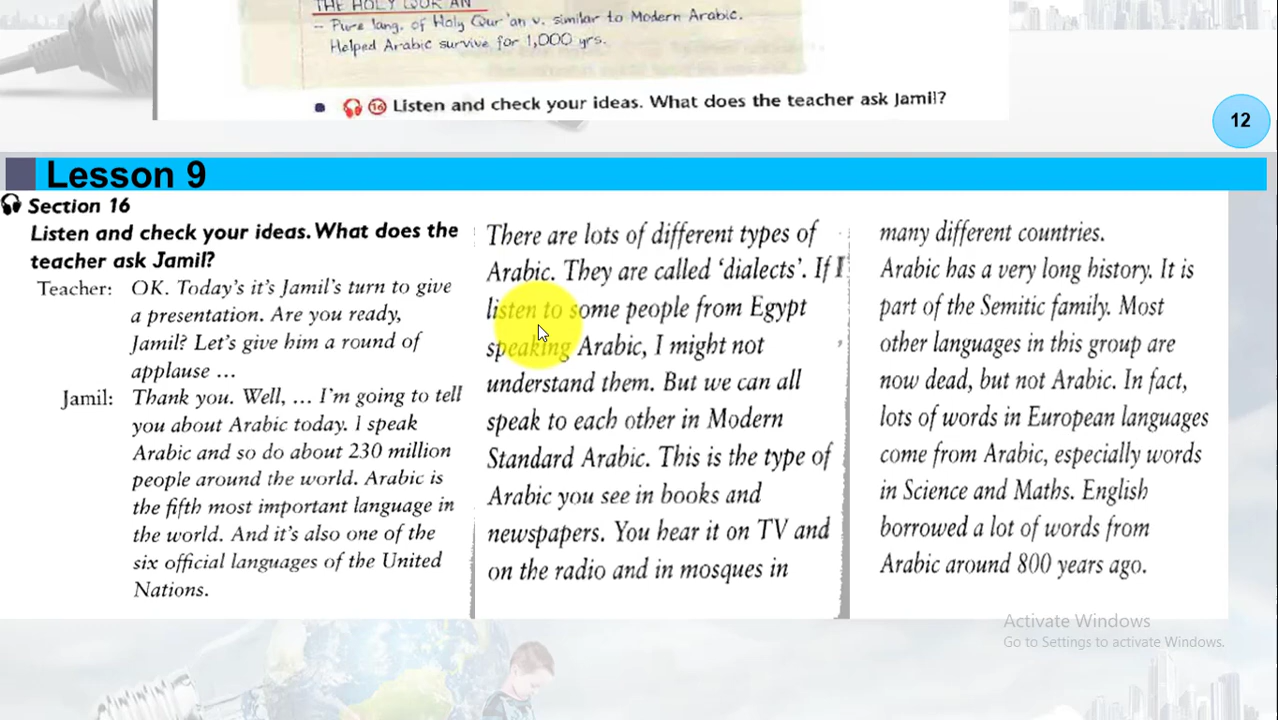 THE HOLY QUR'AN
– Pure lang. of Holy Qur'an v. similar to Modern Arabic.
Helped Arabic survive for 1,000 yrs.
16 Listen and check your ideas. What does the teacher ask Jamil?
12
Lesson 9
Section 16
Listen and check your ideas. What does the
teacher ask Jamil?
Teacher: OK. Today's it's Jamil's turn to give
a presentation. Are you ready,
Jamil? Let's give him a round of
applause ...
Jamil: Thank you. Well, ... I'm going to tell
you about Arabic today. I speak
Arabic and so do about 230 million
people around the world. Arabic is
the fifth most important language in
the world. And it's also one of the
six official languages of the United
Nations.
There are lots of different types of
Arabic. They are called 'dialects'. If I
listen to some people from Egypt
speaking Arabic, I might not
understand them. But we can all
speak to each other in Modern
Standard Arabic. This is the type of
Arabic you see in books and
newspapers. You hear it on TV and
on the radio and in mosques in
many different countries.
Arabic has a very long history. It is
part of the Semitic family. Most
other languages in this group are
now dead, but not Arabic. In fact,
lots of words in European languages
come from Arabic, especially words
in Science and Maths. English
borrowed a lot of words from
Arabic around 800 years ago.
Activate Windows
Go to Settings to activate Windows.